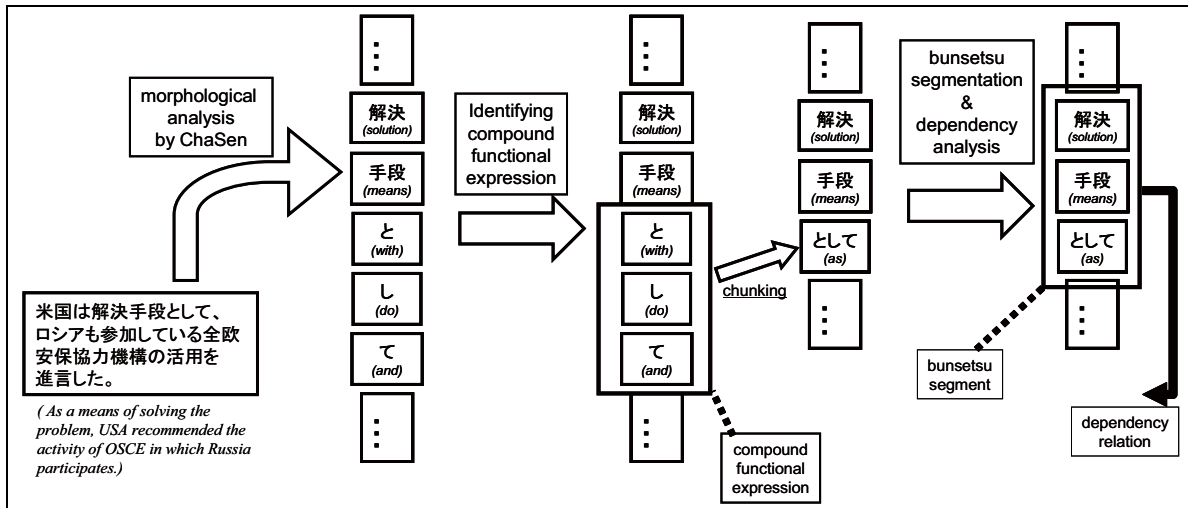 米国は解決手段として、
ロシアも参加している全欧
安保協力機構の活用を
進言した。
( As a means of solving the
problem, USA recommended the
activity of OSCE in which Russia
participates.)
morphological
analysis
by ChaSen
⋮
解決
(solution)
手段
(means)
と
(with)
し
(do)
て
(and)
⋮
Identifying
compound
functional
expression
⋮
解決
(solution)
手段
(means)
と
(with)
し
(do)
て
(and)
⋮
compound
functional
expression
chunking
⋮
解決
(solution)
手段
(means)
として
(as)
⋮
bunsetsu
segmentation
&
dependency
analysis
⋮
解決
(solution)
手段
(means)
として
(as)
⋮
bunsetsu
segment
dependency
relation